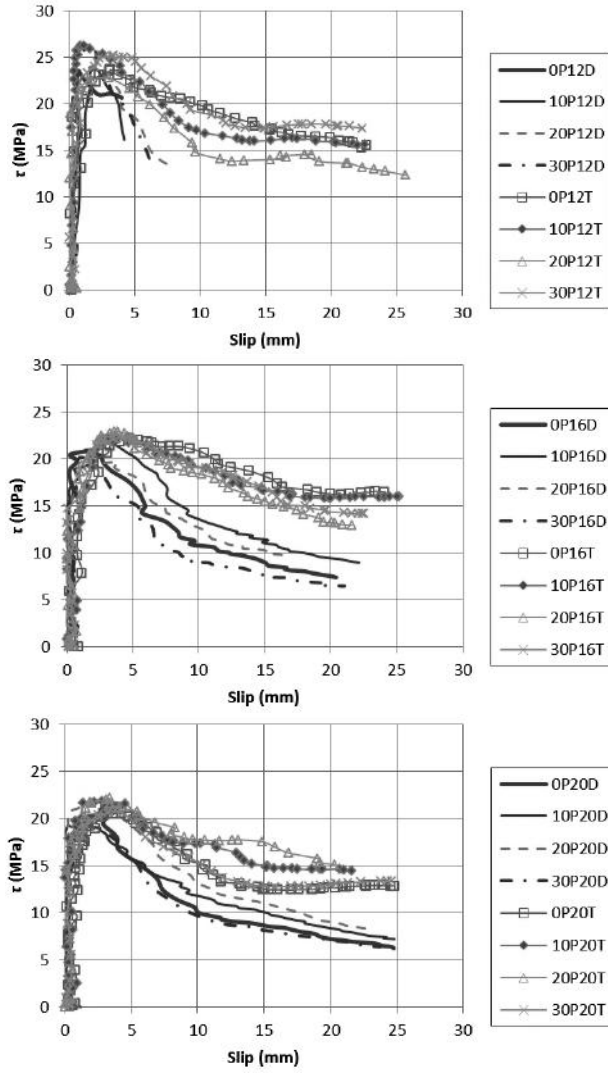 30
25
20
15
10
5
0
τ (MPa)
0 5 10 15 20 25 30
Slip (mm)
0P12D
10P12D
20P12D
30P12D
0P12T
10P12T
20P12T
30P12T
30
25
20
15
10
5
0
τ (MPa)
0 5 10 15 20 25 30
Slip (mm)
0P16D
10P16D
20P16D
30P16D
0P16T
10P16T
20P16T
30P16T
30
25
20
15
10
5
0
τ (MPa)
0 5 10 15 20 25 30
Slip (mm)
0P20D
10P20D
20P20D
30P20D
0P20T
10P20T
20P20T
30P20T